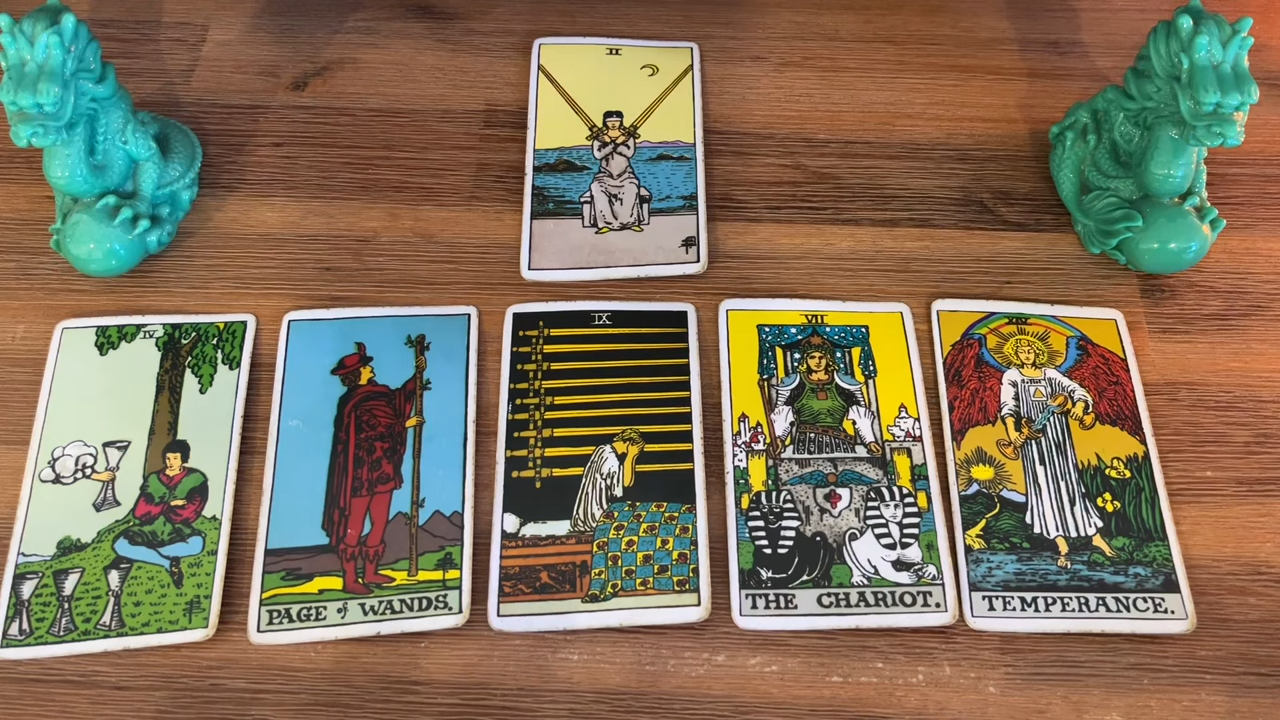 II
IV
PAGE of WANDS.
IX
VII
THE CHARIOT.
XIV
TEMPERANCE.